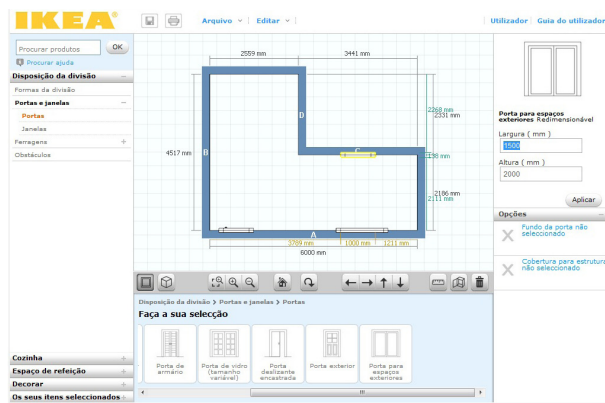 IKEA
Arquivo
Editar
Utilizador
Guia do utilizador
Procurar produtos
OK
Procurar ajuda
Disposição da divisão
Formas da divisão
Portas e janelas
Portas
Janelas
Ferragens
Obstáculos
Cozinha
Espaço de refeição
Decorar
Os seus itens seleccionados
2559 mm
3441 mm
4517 mm
B
D
C
A
2268 mm
2331 mm
138 mm
2186 mm
2111 mm
3789 mm
1000 mm
1211 mm
6000 mm
Disposição da divisão > Portas e janelas > Portas
Faça a sua selecção
Porta de
armário
Porta de vidro
(tamanho
variável)
Porta
deslizante
encastrada
Porta exterior
Porta para
espaços
exteriores
Porta para espaços
exteriores Redimensionável
Largura ( mm )
1500
Altura ( mm )
2000
Aplicar
Opções
Fundo da porta não
seleccionado
Cobertura para estrutura
não seleccionado